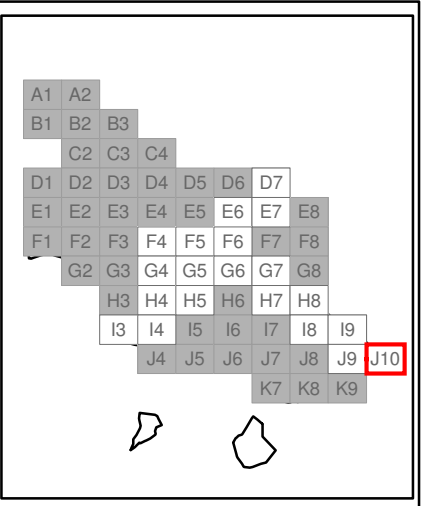 A1 A2
B1 B2 B3
C2 C3 C4
D1 D2 D3 D4 D5 D6 D7
E1 E2 E3 E4 E5 E6 E7 E8
F1 F2 F3 F4 F5 F6 F7 F8
G2 G3 G4 G5 G6 G7 G8
H3 H4 H5 H6 H7 H8
I3 I4 I5 I6 I7 I8 I9
J4 J5 J6 J7 J8 J9 J10
K7 K8 K9